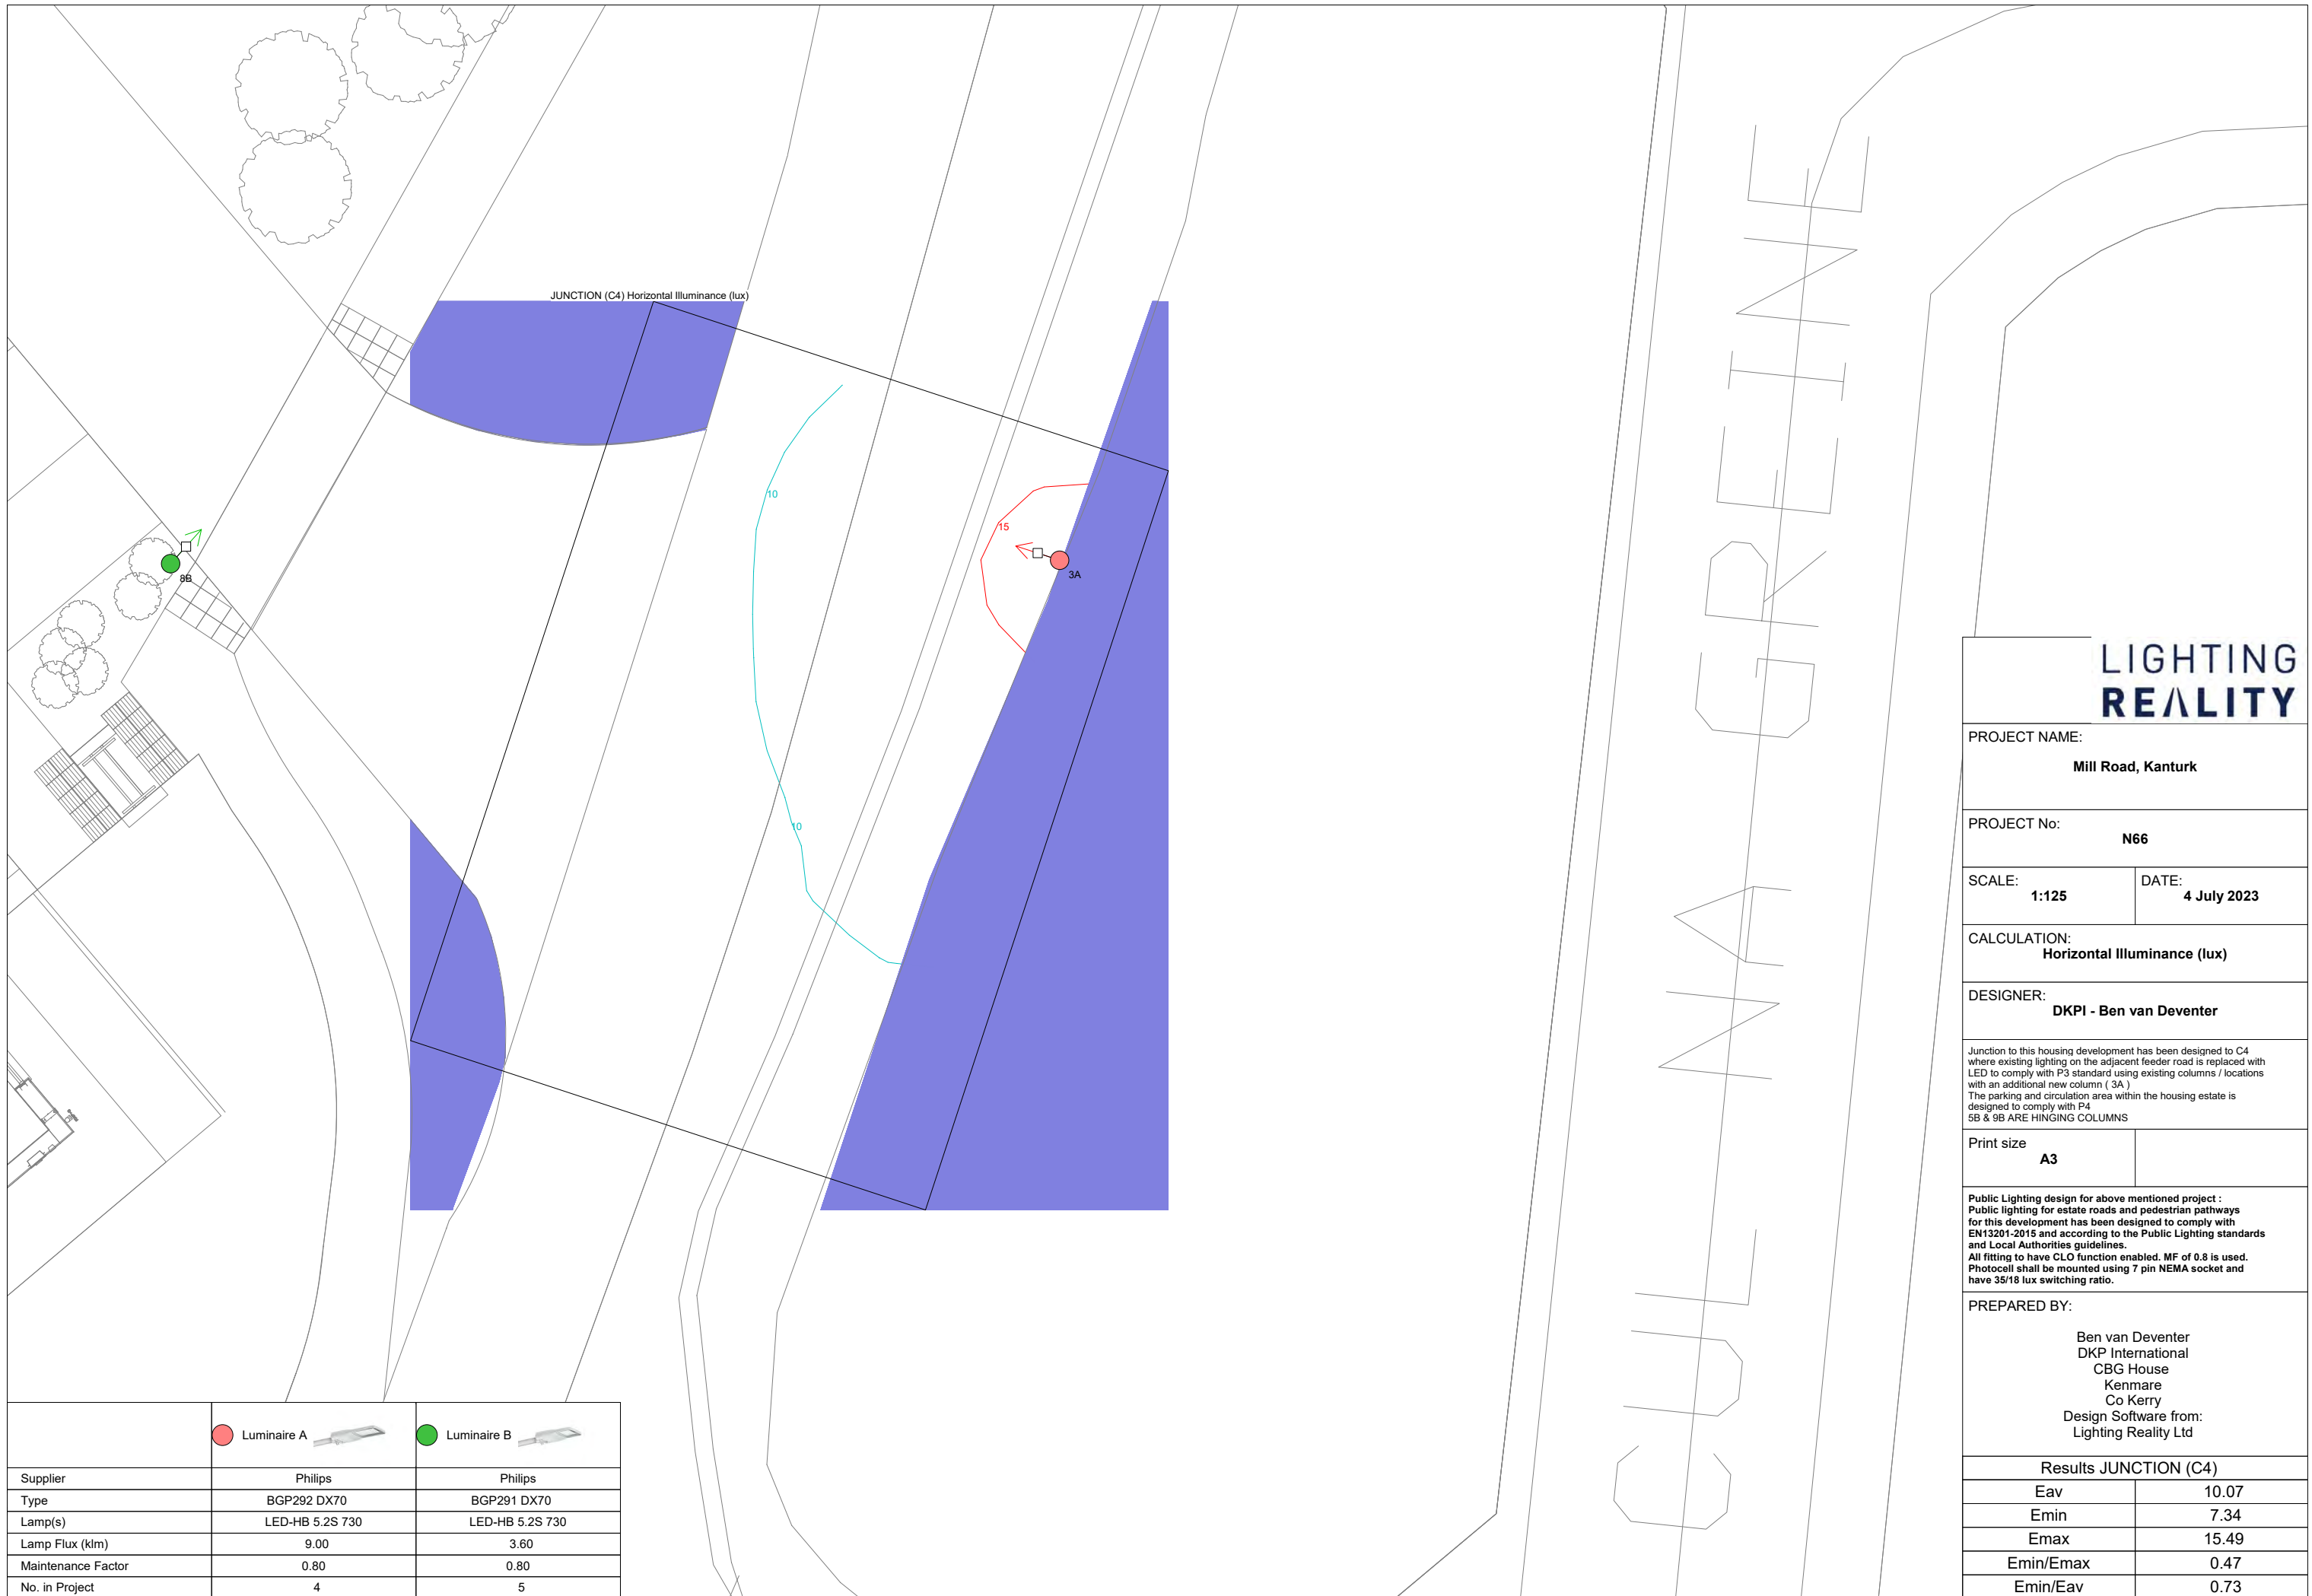 JUNCTION (C4) Horizontal Illuminance (lux)
10
15
3A
8B
10
CUL NA GREINE
LIGHTING
REALITY
PROJECT NAME:
Mill Road, Kanturk
PROJECT No:
N66
SCALE:
1:125
DATE:
4 July 2023
CALCULATION:
Horizontal Illuminance (lux)
DESIGNER:
DKPI - Ben van Deventer
Junction to this housing development has been designed to C4
where existing lighting on the adjacent feeder road is replaced with
LED to comply with P3 standard using existing columns / locations
with an additional new column ( 3A )
The parking and circulation area within the housing estate is
designed to comply with P4
5B & 9B ARE HINGING COLUMNS
Print size
A3
Public Lighting design for above mentioned project :
Public lighting for estate roads and pedestrian pathways
for this development has been designed to comply with
EN13201-2015 and according to the Public Lighting standards
and Local Authorities guidelines.
All fitting to have CLO function enabled. MF of 0.8 is used.
Photocell shall be mounted using 7 pin NEMA socket and
have 35/18 lux switching ratio.
PREPARED BY:
Ben van Deventer
DKP International
CBG House
Kenmare
Co Kerry
Design Software from:
Lighting Reality Ltd
Results JUNCTION (C4)
Eav 10.07
Emin 7.34
Emax 15.49
Emin/Emax 0.47
Emin/Eav 0.73
Luminaire A Luminaire B
Supplier Philips Philips
Type BGP292 DX70 BGP291 DX70
Lamp(s) LED-HB 5.2S 730 LED-HB 5.2S 730
Lamp Flux (klm) 9.00 3.60
Maintenance Factor 0.80 0.80
No. in Project 4 5